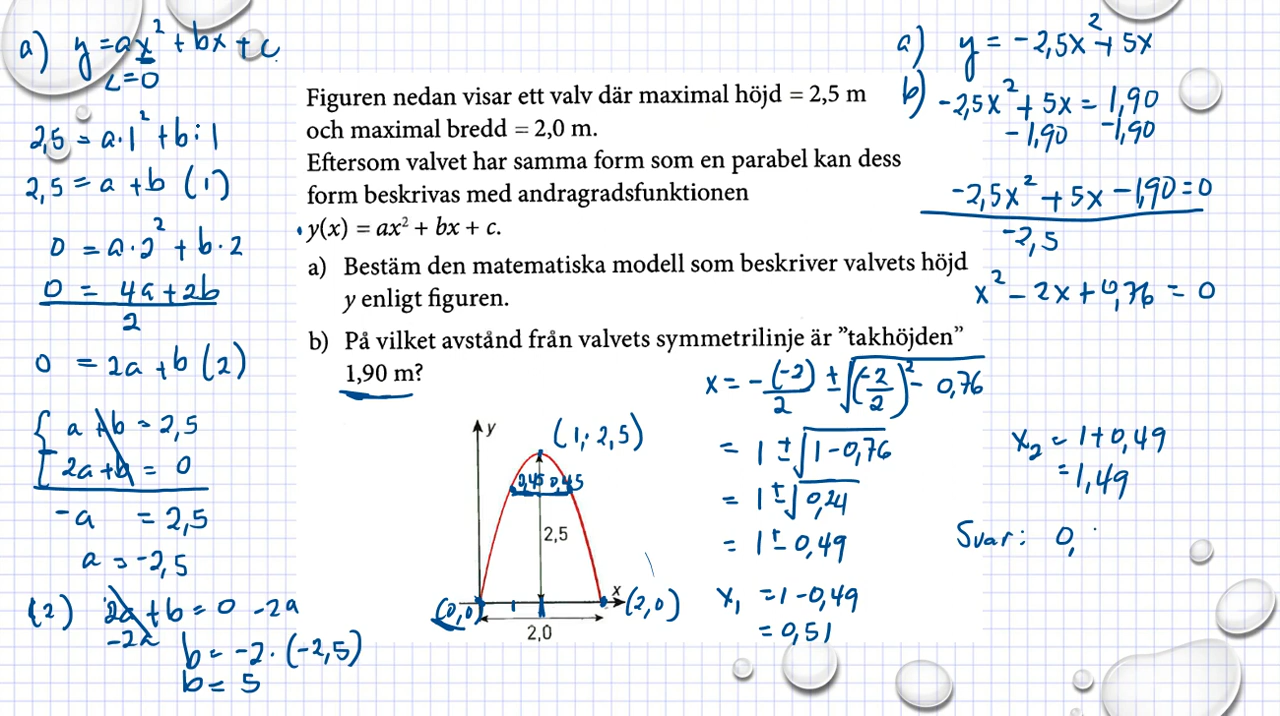 a) y = ax² + bx + c
c=0
2,5 = a·1² + b·1
2,5 = a + b (1)
0 = a·2² + b·2
0 = 4a + 2b
2
0 = 2a + b (2)
a + b = 2,5
2a + b = 0
-a = 2,5
a = -2,5
(2) 2a + b = 0 -2a
-2a
b = -2·(-2,5)
b = 5
Figuren nedan visar ett valv där maximal höjd = 2,5 m
och maximal bredd = 2,0 m.
Eftersom valvet har samma form som en parabel kan dess
form beskrivas med andragradsfunktionen
y(x) = ax² + bx + c.
a) Bestäm den matematiska modell som beskriver valvets höjd
y enligt figuren.
b) På vilket avstånd från valvets symmetrilinje är ”takhöjden”
1,90 m?
y
(1; 2,5)
0,45 0,45
2,5
x
(0,0)
1
(2,0)
2,0
x = -(-2)/2 ± √((-2/2)² - 0,76)
= 1 ± √(1 - 0,76)
= 1 ± √0,24
= 1 ± 0,49
x₁ = 1 - 0,49
= 0,51
a) y = -2,5x² + 5x
b) -2,5x² + 5x = 1,90
-1,90 -1,90
-2,5x² + 5x - 1,90 = 0
-2,5
x² - 2x + 0,76 = 0
x₂ = 1 + 0,49
= 1,49
Svar: 0,